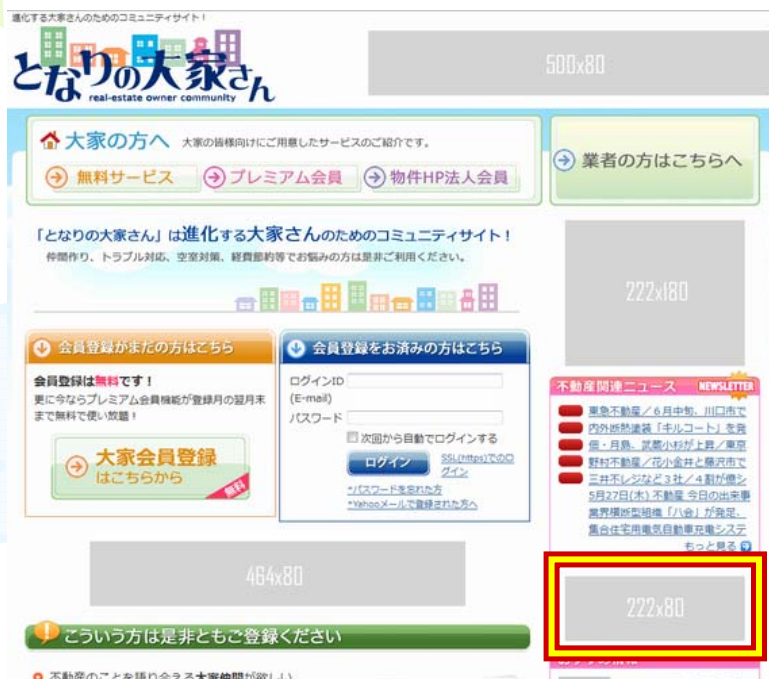 進化する大家さんのためのコミュニティサイト!
となりの大家さん
real-estate owner community
500x80
大家の方へ 大家の皆様向けにご用意したサービスのご紹介です。
無料サービス
プレミアム会員
物件HP法人会員
業者の方はこちらへ
「となりの大家さん」は進化する大家さんのためのコミュニティサイト!
仲間作り、トラブル対応、空室対策、経費節約等でお悩みの方は是非ご利用ください。
222x180
会員登録がまだの方はこちら
会員登録は無料です!
更に今ならプレミアム会員機能が登録月の翌月末
まで無料で使い放題!
大家会員登録
はこちらから
無料
会員登録をお済みの方はこちら
ログインID
(E-mail)
パスワード
次回から自動でログインする
ログイン
SSL(https)でのロ
グイン
*パスワードを忘れた方
*Yahooメールで登録された方へ
不動産関連ニュース NEWSLETTER
東急不動産/6月中旬、川口市で
内外断熱塗装「キルコート」を発
佃・月島、武蔵小杉が上昇/東京
野村不動産/花小金井と藤沢市で
三井不レジなど3社/4割が億シ
5月27日(木) 不動産 今日の出来事
業界横断型組織「八会」が発足、
集合住宅用電気自動車充電システ
もっと見る
464x80
222x80
こういう方は是非ともご登録ください
不動産のことを語り合える大家仲間が欲しい